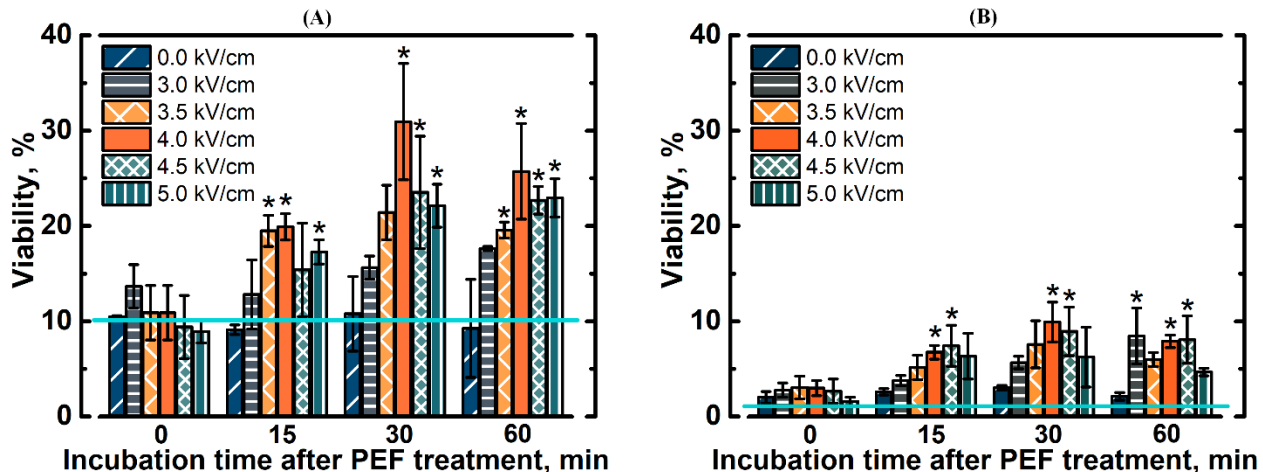 (A)
Viability, %
40
30
20
10
0
0.0 kV/cm
3.0 kV/cm
3.5 kV/cm
4.0 kV/cm
4.5 kV/cm
5.0 kV/cm
* * *
* * *
* * * *
0 15 30 60
Incubation time after PEF treatment, min
(B)
Viability, %
40
30
20
10
0
0.0 kV/cm
3.0 kV/cm
3.5 kV/cm
4.0 kV/cm
4.5 kV/cm
5.0 kV/cm
* *
* *
* * *
0 15 30 60
Incubation time after PEF treatment, min